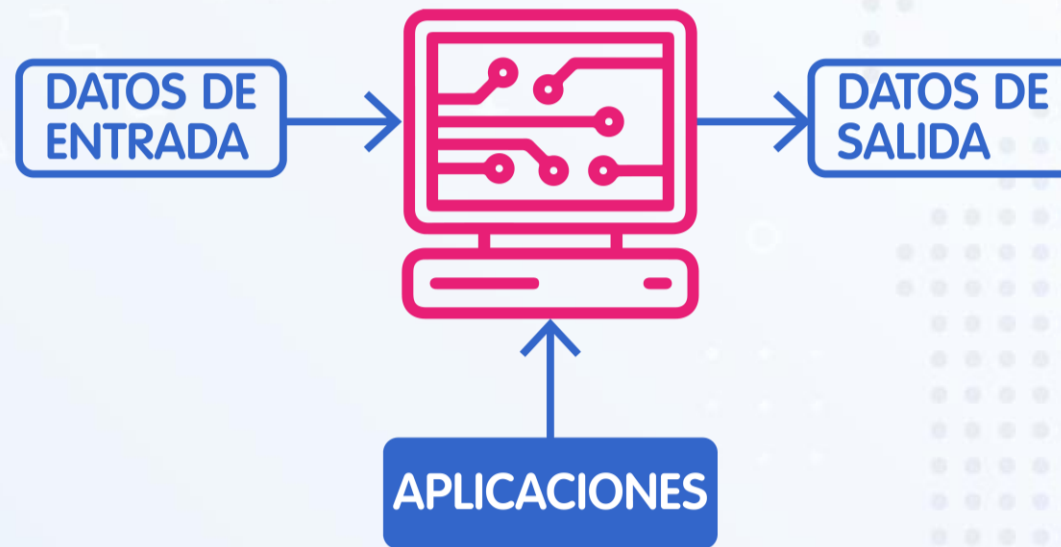 DATOS DE
ENTRADA
DATOS DE
SALIDA
APLICACIONES